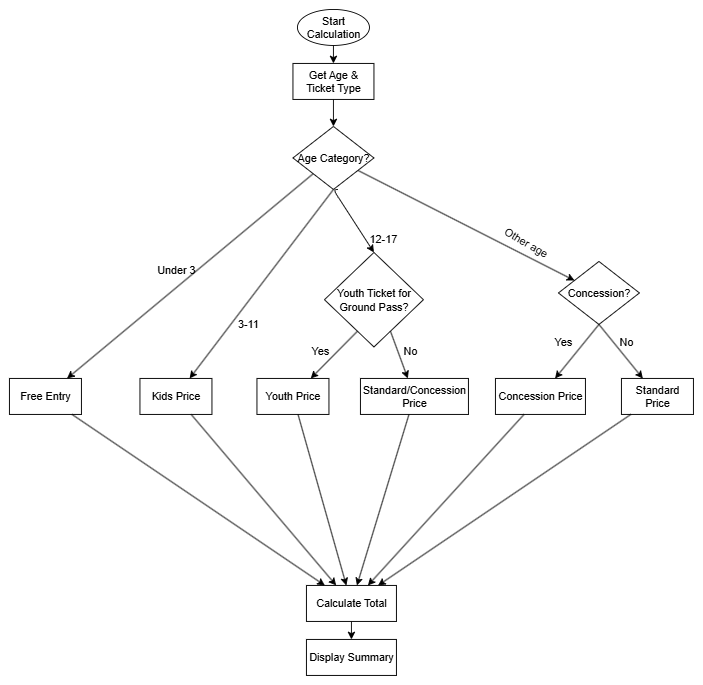 Start
Calculation
Get Age &
Ticket Type
Age Category?
12-17
Other age
Under 3
Youth Ticket for
Ground Pass?
Concession?
3-11
Yes
No
Yes
No
Free Entry
Kids Price
Youth Price
Standard/Concession
Price
Concession Price
Standard
Price
Calculate Total
Display Summary